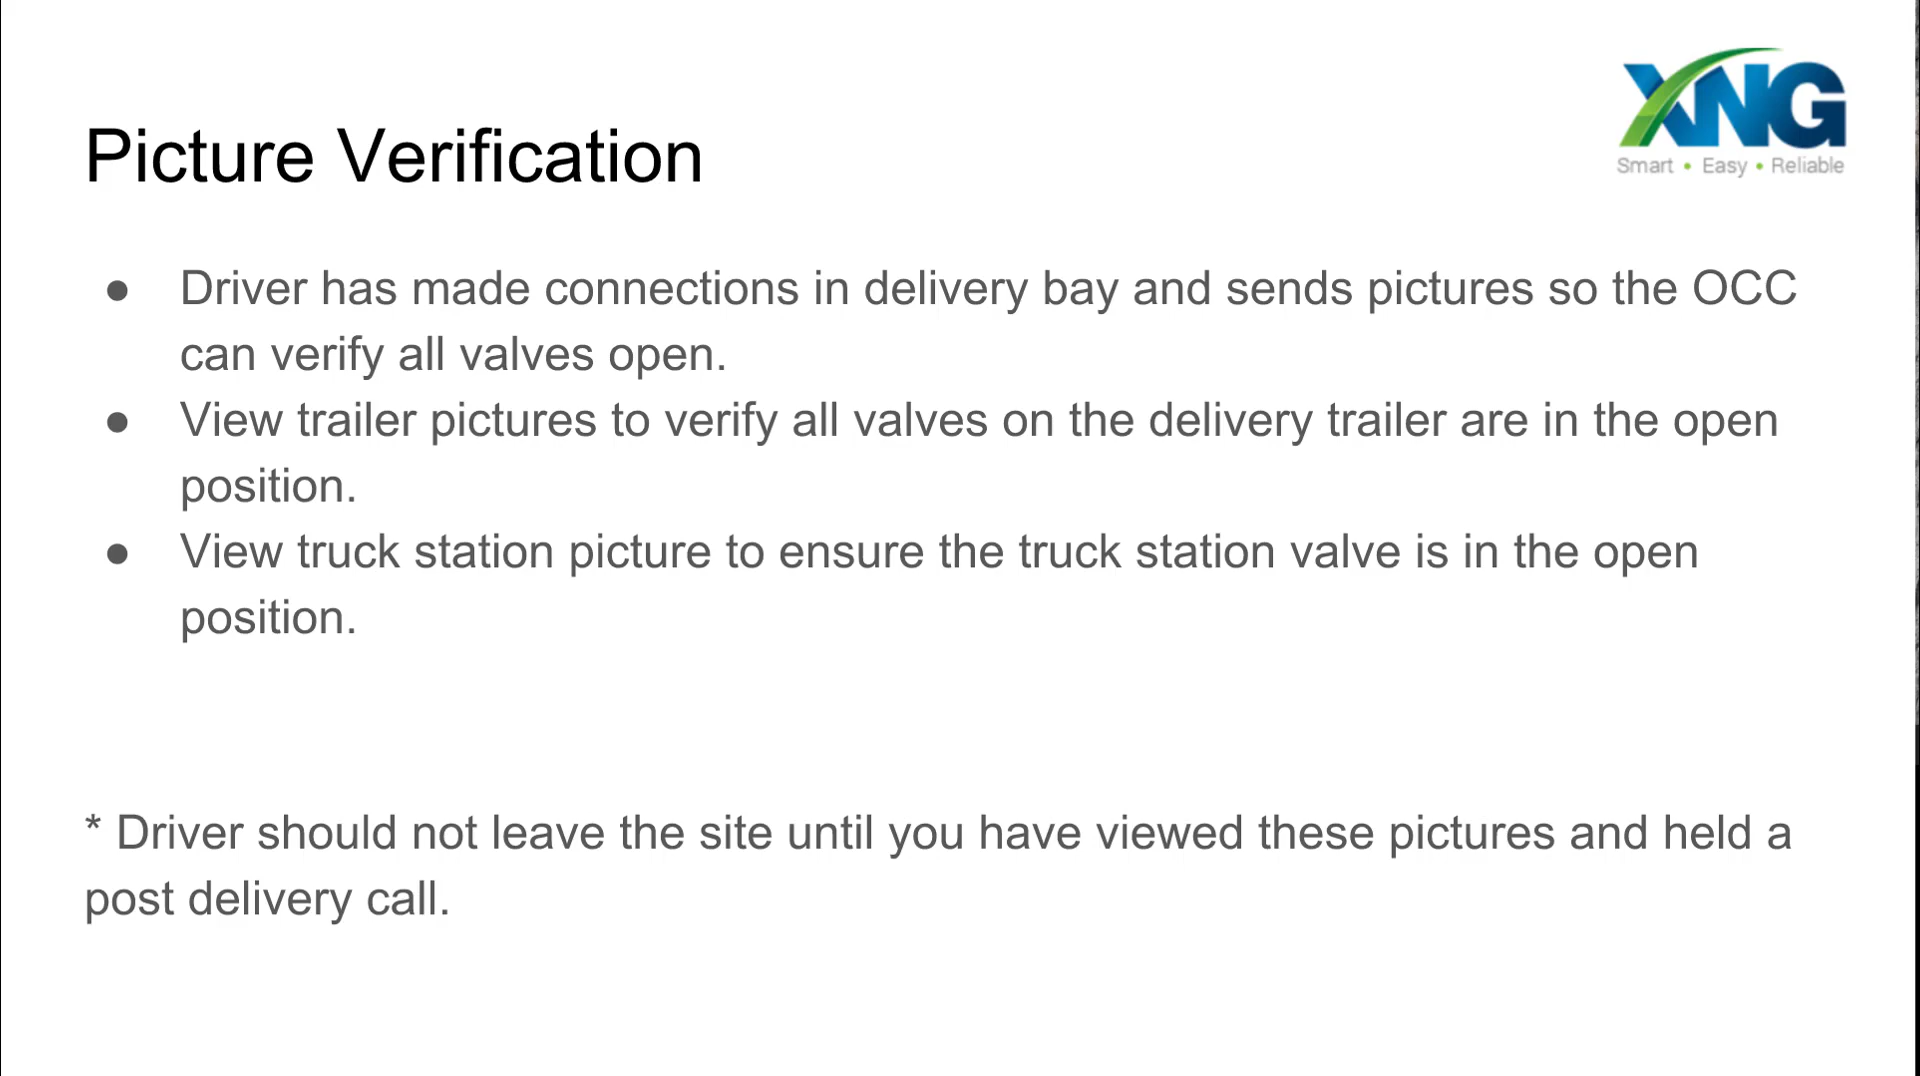 XNG
Smart • Easy • Reliable
Picture Verification
● Driver has made connections in delivery bay and sends pictures so the OCC
can verify all valves open.
● View trailer pictures to verify all valves on the delivery trailer are in the open
position.
● View truck station picture to ensure the truck station valve is in the open
position.
* Driver should not leave the site until you have viewed these pictures and held a
post delivery call.